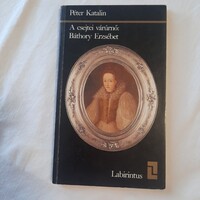 Péter Katalin
A csejtei várúrnő:
Báthory Erzsébet
Labirintus